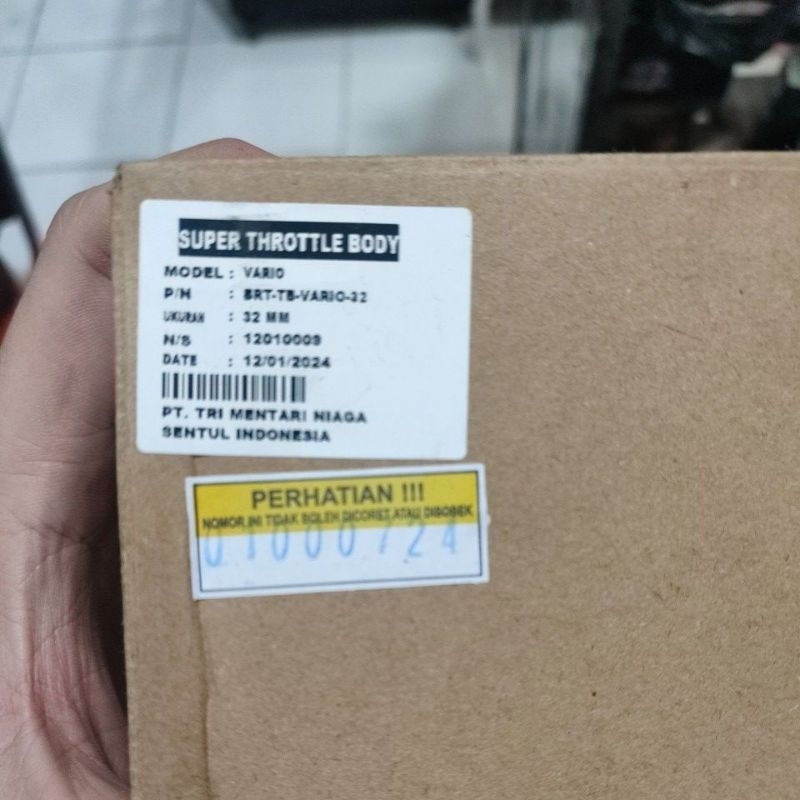 SUPER THROTTLE BODY
MODEL : VARIO
P/N : BRT-TB-VARIO-32
UKURAN : 32 MM
N/S : 12010009
DATE : 12/01/2024
PT. TRI MENTARI NIAGA
SENTUL INDONESIA
PERHATIAN !!!
NOMOR INI TIDAK BOLEH DICORET ATAU DISOBEK
01000724